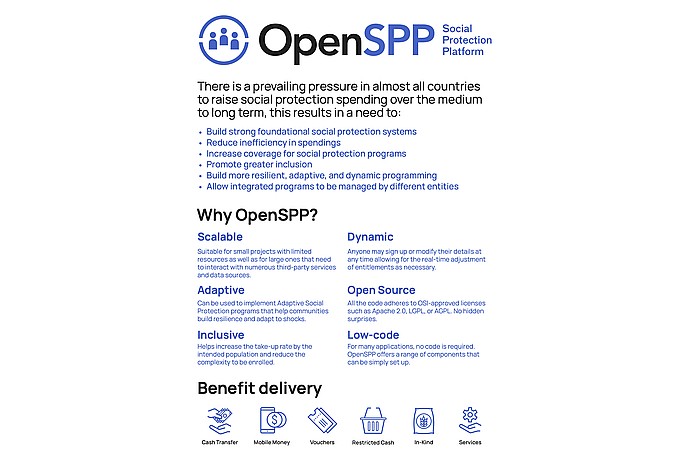 OpenSPP
Social
Protection
Platform
There is a prevailing pressure in almost all countries
to raise social protection spending over the medium
to long term, this results in a need to:
• Build strong foundational social protection systems
• Reduce inefficiency in spendings
• Increase coverage for social protection programs
• Promote greater inclusion
• Build more resilient, adaptive, and dynamic programming
• Allow integrated programs to be managed by different entities
Why OpenSPP?
Scalable
Suitable for small projects with limited
resources as well as for large ones that need
to interact with numerous third-party services
and data sources.
Dynamic
Anyone may sign up or modify their details at
any time allowing for the real-time adjustment
of entitlements as necessary.
Adaptive
Can be used to implement Adaptive Social
Protection programs that help communities
build resilience and adapt to shocks.
Open Source
All the code adheres to OSI-approved licenses
such as Apache 2.0, LGPL, or AGPL. No hidden
surprises.
Inclusive
Helps increase the take-up rate by the
intended population and reduce the
complexity to be enrolled.
Low-code
For many applications, no code is required.
OpenSPP offers a range of components that
can be simply set up.
Benefit delivery
Cash Transfer
Mobile Money
Vouchers
Restricted Cash
In-Kind
Services